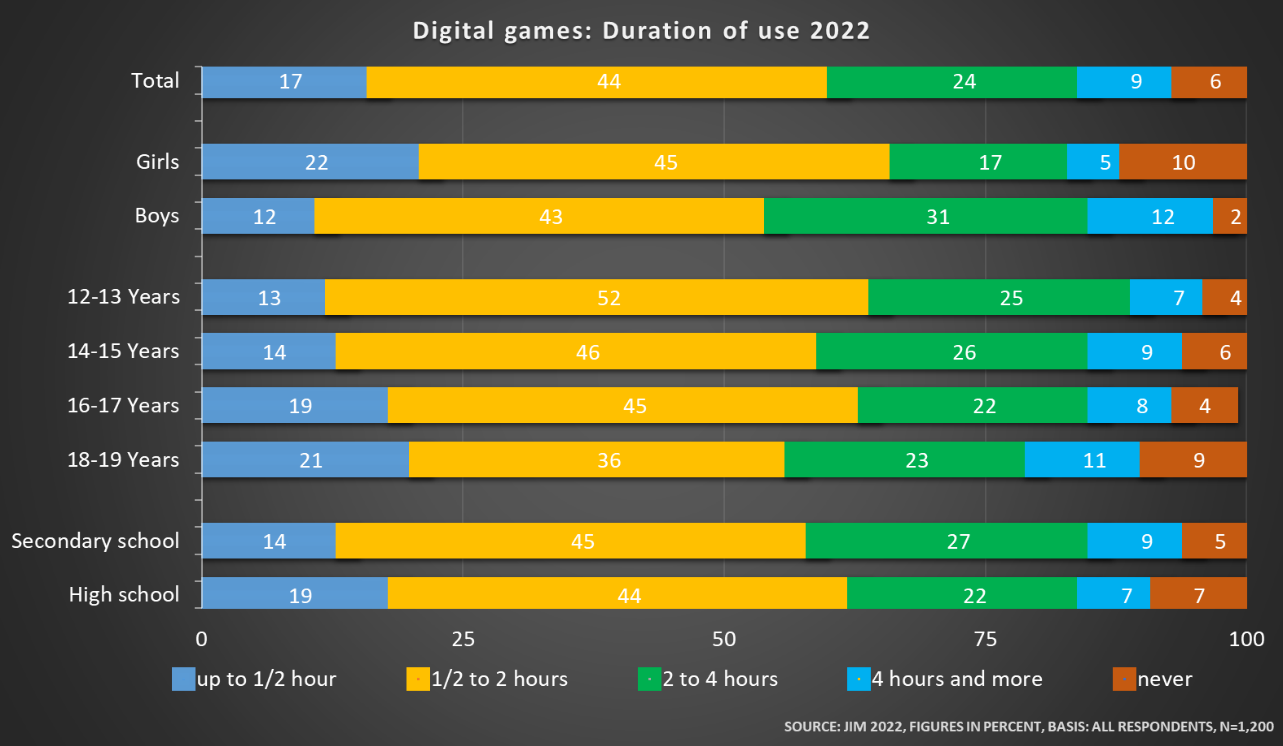 Digital games: Duration of use 2022
Total 17 44 24 9 6
Girls 22 45 17 5 10
Boys 12 43 31 12 2
12-13 Years 13 52 25 7 4
14-15 Years 14 46 26 9 6
16-17 Years 19 45 22 8 4
18-19 Years 21 36 23 11 9
Secondary school 14 45 27 9 5
High school 19 44 22 7 7
0 25 50 75 100
up to 1/2 hour 1/2 to 2 hours 2 to 4 hours 4 hours and more never
SOURCE: JIM 2022, FIGURES IN PERCENT, BASIS: ALL RESPONDENTS, N=1,200